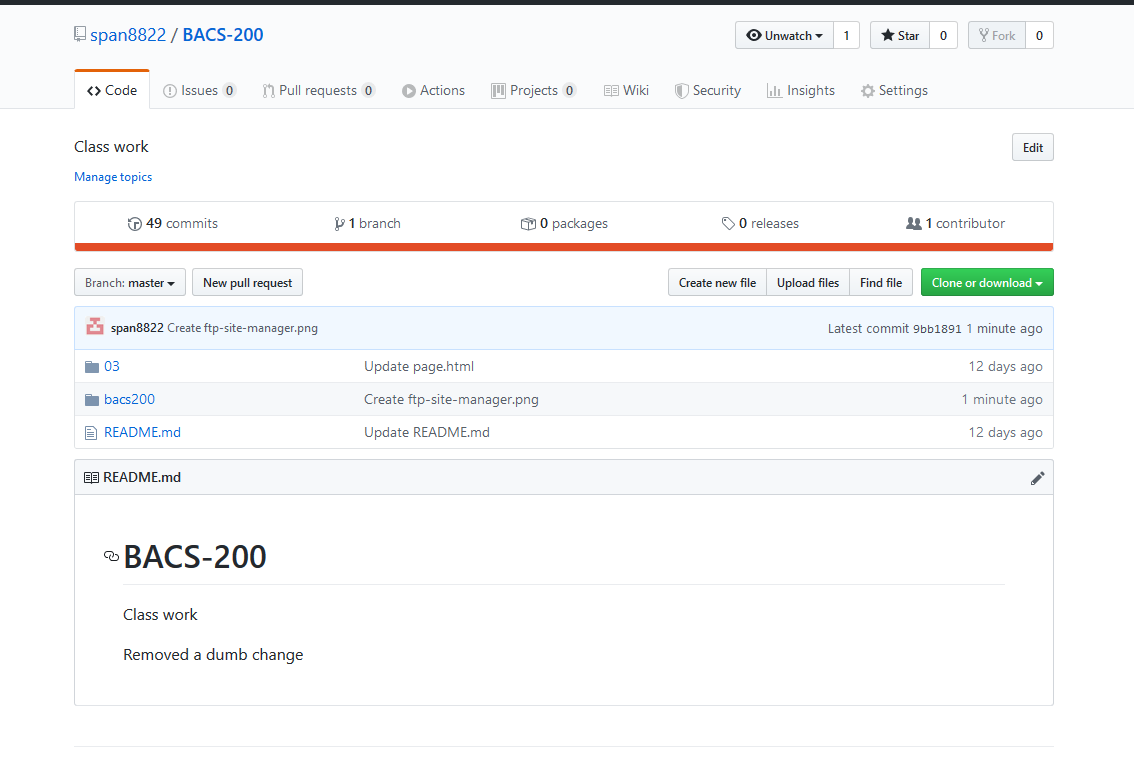 span8822 / BACS-200 Unwatch 1 Star 0 Fork 0
Code Issues 0 Pull requests 0 Actions Projects 0 Wiki Security Insights Settings
Class work Edit
Manage topics
49 commits 1 branch 0 packages 0 releases 1 contributor
Branch: master New pull request Create new file Upload files Find file Clone or download
span8822 Create ftp-site-manager.png Latest commit 9bb1891 1 minute ago
03 Update page.html 12 days ago
bacs200 Create ftp-site-manager.png 1 minute ago
README.md Update README.md 12 days ago
README.md
BACS-200
Class work
Removed a dumb change